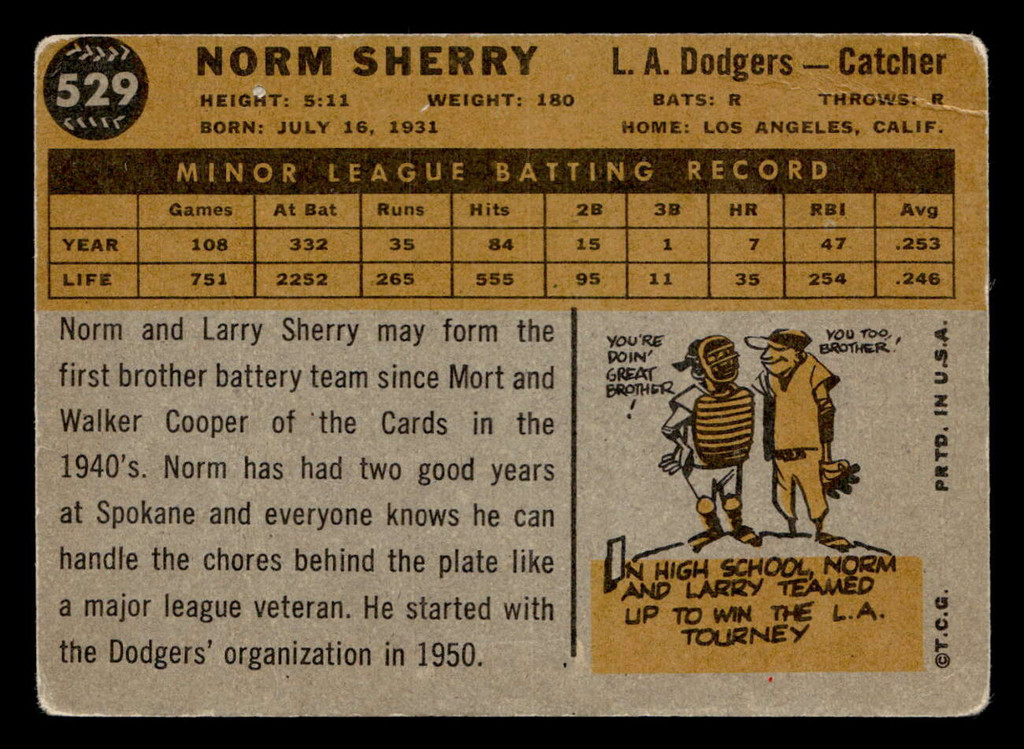 529
NORM SHERRY
L. A. Dodgers — Catcher
HEIGHT: 5:11 WEIGHT: 180 BATS: R THROWS: R
BORN: JULY 16, 1931 HOME: LOS ANGELES, CALIF.
MINOR LEAGUE BATTING RECORD
Games At Bat Runs Hits 2B 3B HR RBI Avg
YEAR 108 332 35 84 15 1 7 47 .253
LIFE 751 2252 265 555 95 11 35 254 .246
Norm and Larry Sherry may form the
first brother battery team since Mort and
Walker Cooper of the Cards in the
1940's. Norm has had two good years
at Spokane and everyone knows he can
handle the chores behind the plate like
a major league veteran. He started with
the Dodgers' organization in 1950.
YOU'RE
DOIN'
GREAT
BROTHER
!
YOU TOO,
BROTHER!
IN HIGH SCHOOL, NORM
AND LARRY TEAMED
UP TO WIN THE L.A.
TOURNEY
©T.C.G. PRTD. IN U.S.A.